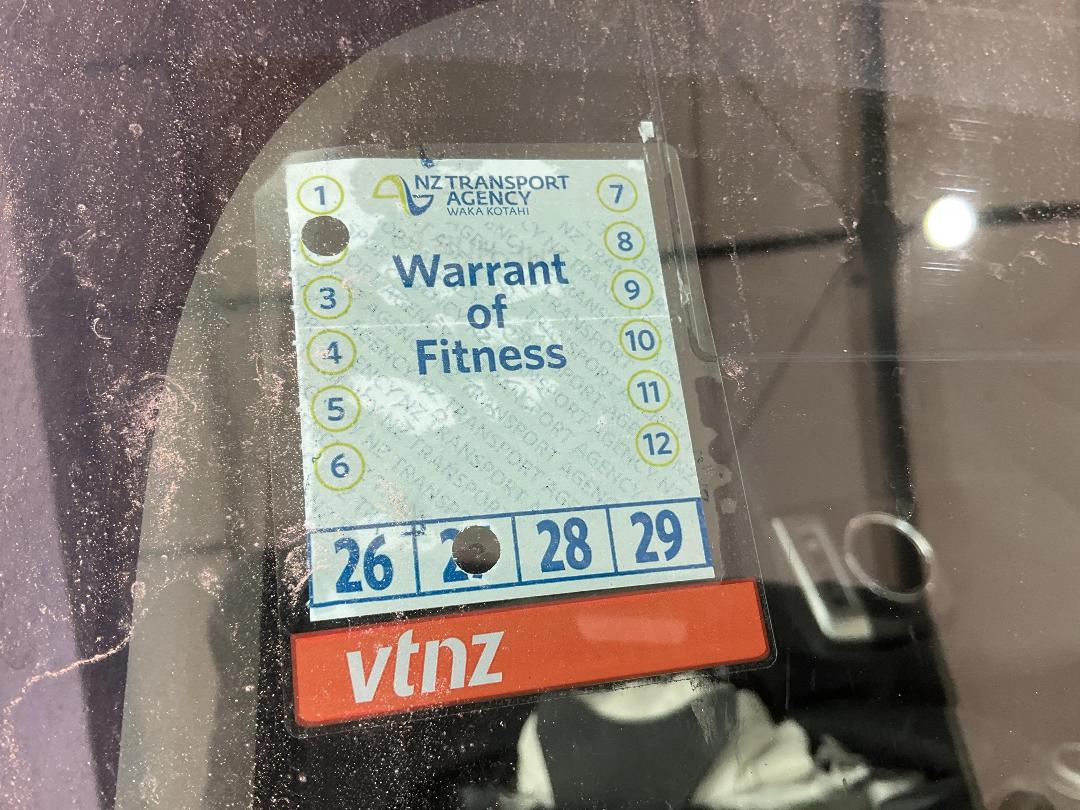 NZ TRANSPORT
AGENCY
WAKA KOTAHI
Warrant
of
Fitness
1
3
4
5
6
7
8
9
10
11
12
26 28 29
vtnz